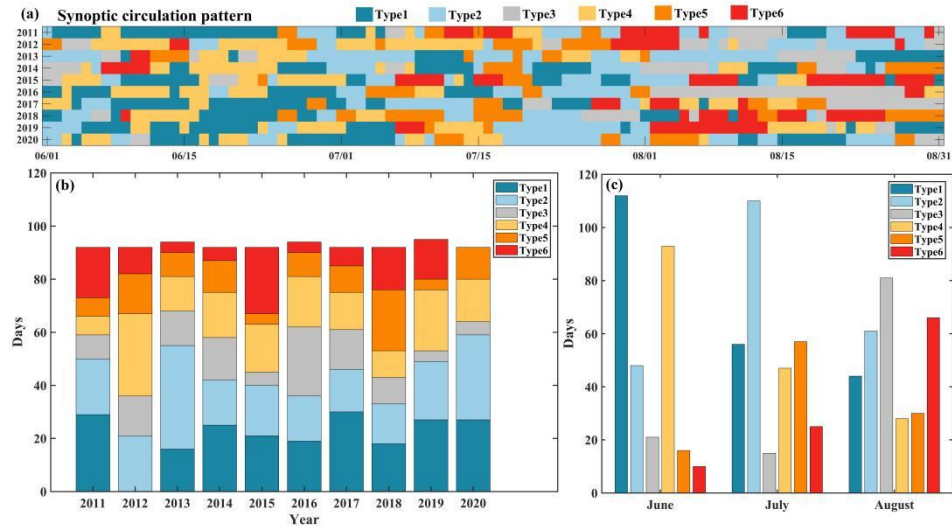 (a) Synoptic circulation pattern Type1 Type2 Type3 Type4 Type5 Type6
2011
2012
2013
2014
2015
2016
2017
2018
2019
2020
06/01 06/15 07/01 07/15 08/01 08/15 08/31
(b)
Type1
Type2
Type3
Type4
Type5
Type6
120
100
80
60
40
20
0
Days
2011 2012 2013 2014 2015 2016 2017 2018 2019 2020
Year
(c)
Type1
Type2
Type3
Type4
Type5
Type6
120
100
80
60
40
20
0
Days
June July August